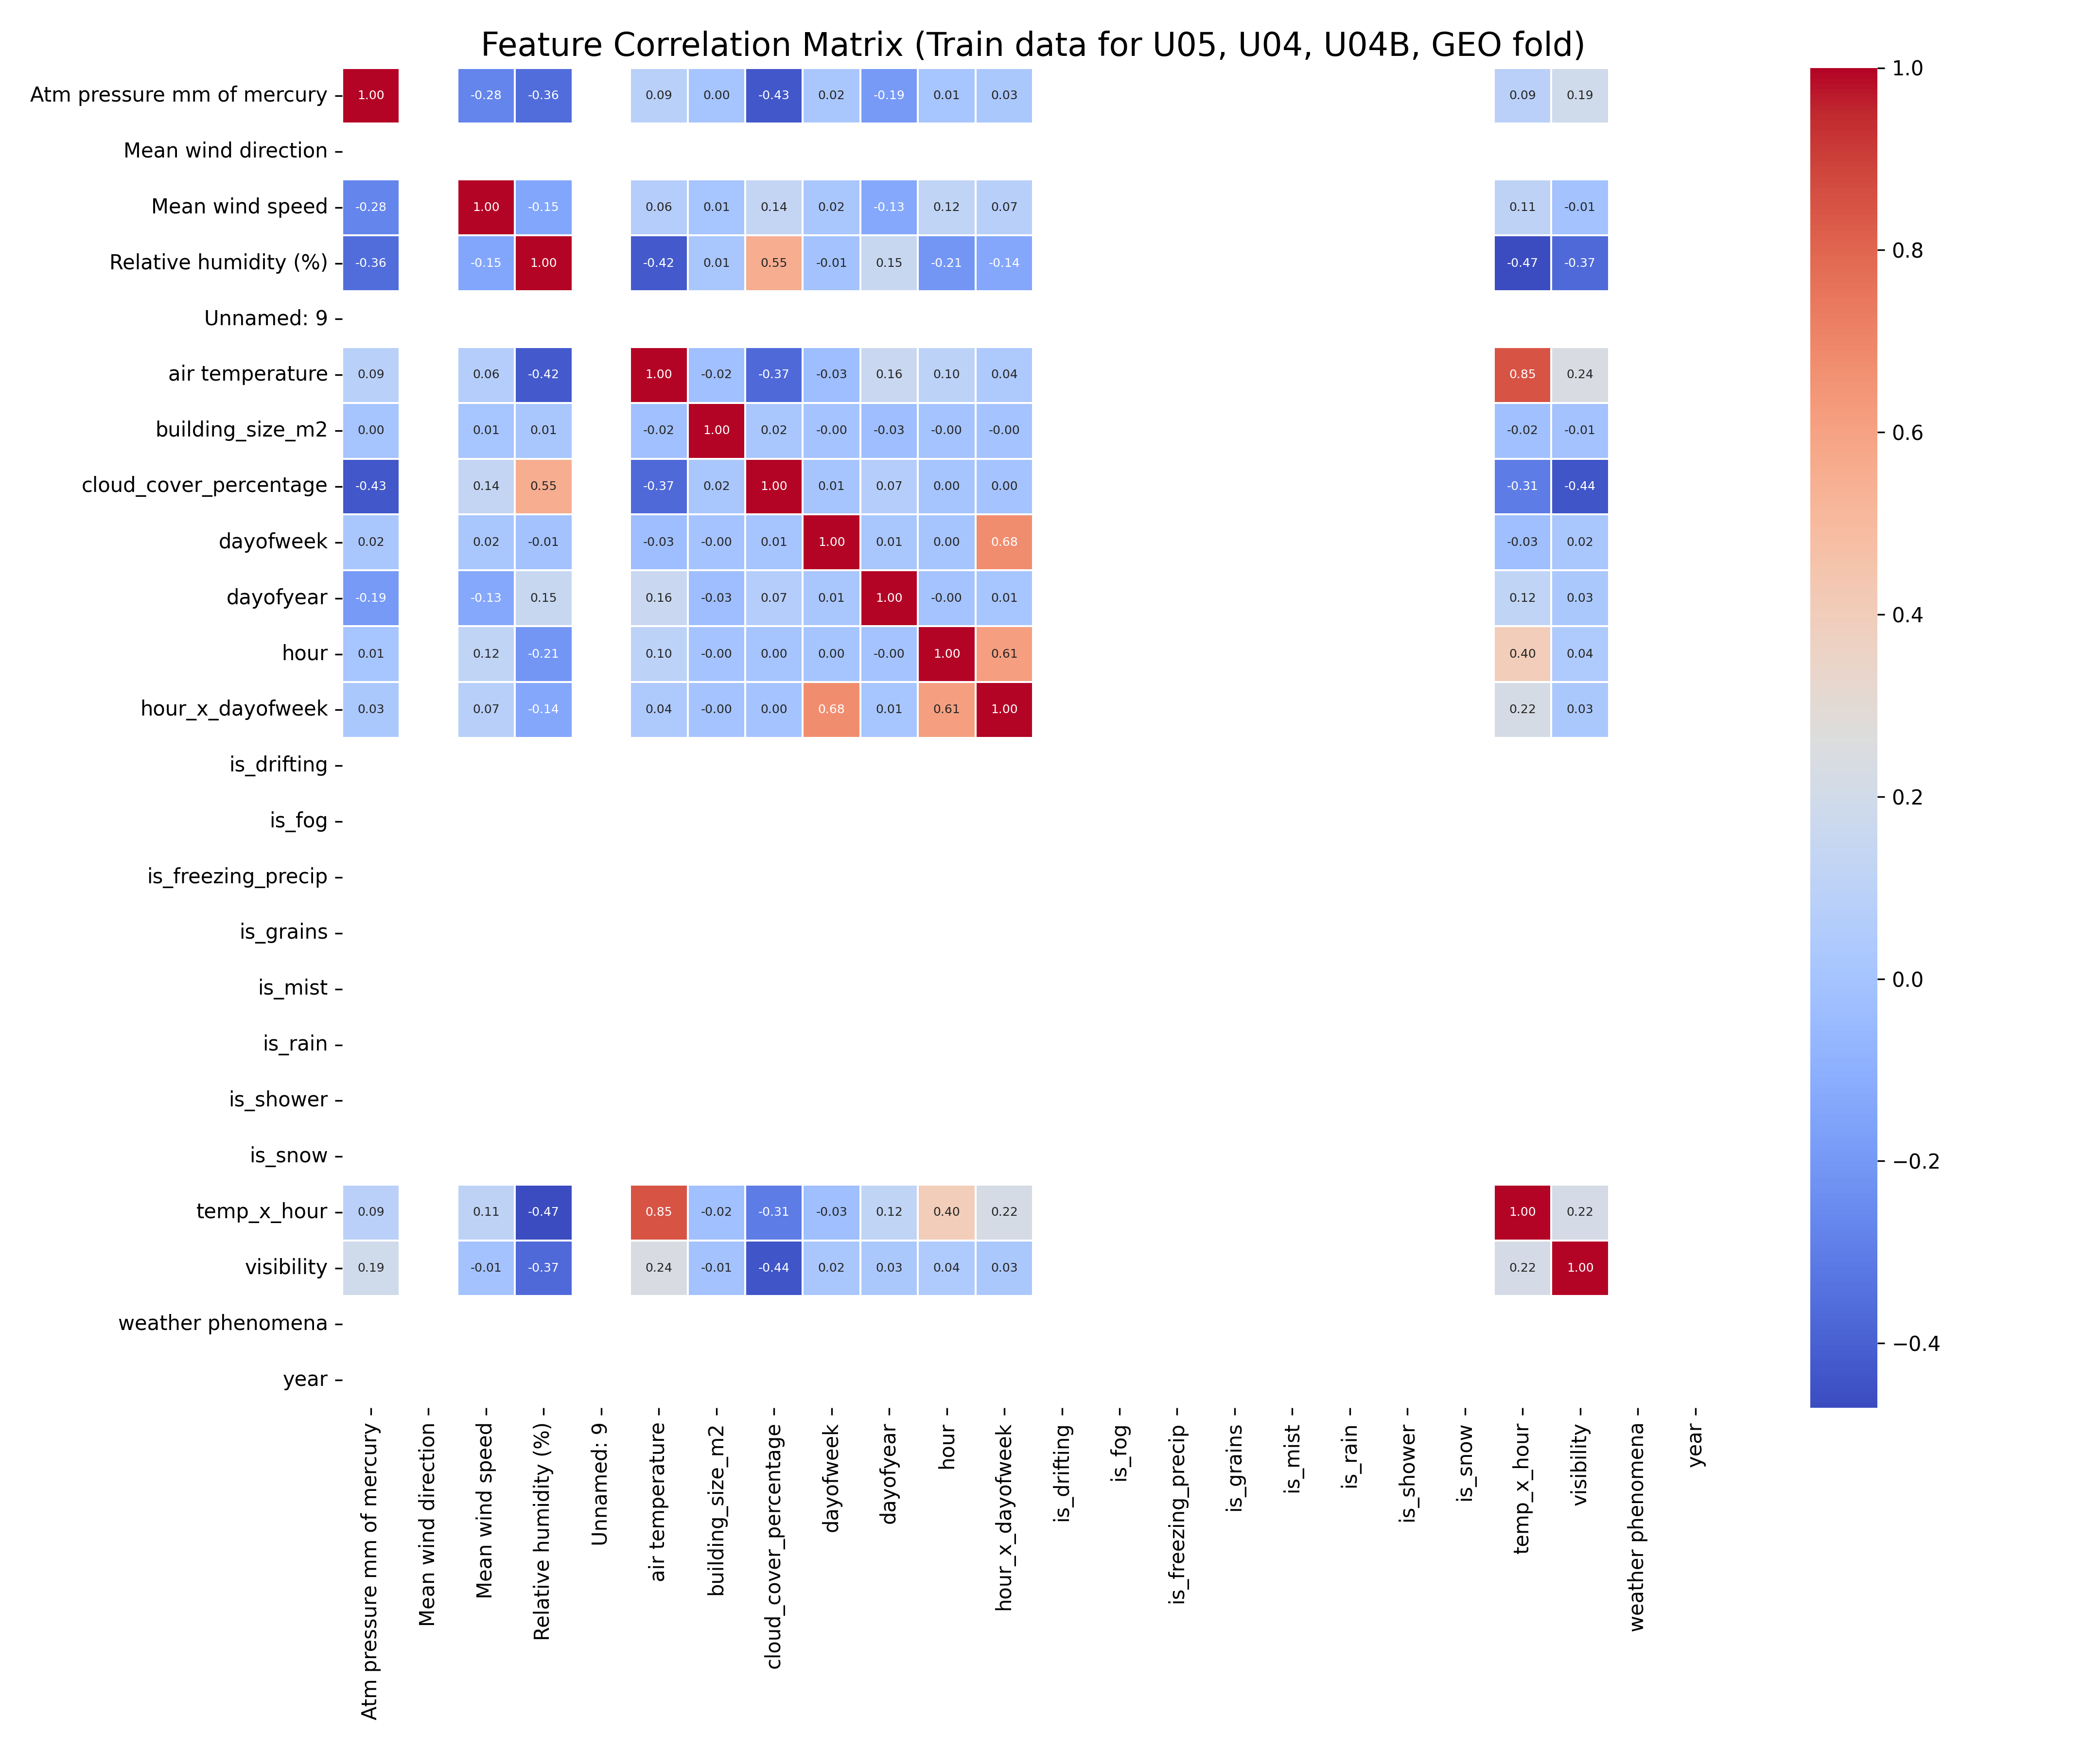 Feature Correlation Matrix (Train data for U05, U04, U04B, GEO fold)
Atm pressure mm of mercury 1.00 -0.28 -0.36 0.09 0.00 -0.43 0.02 -0.19 0.01 0.03 0.09 0.19
Mean wind direction
Mean wind speed -0.28 1.00 -0.15 0.06 0.01 0.14 0.02 -0.13 0.12 0.07 0.11 -0.01
Relative humidity (%) -0.36 -0.15 1.00 -0.42 0.01 0.55 -0.01 0.15 -0.21 -0.14 -0.47 -0.37
Unnamed: 9
air temperature 0.09 0.06 -0.42 1.00 -0.02 -0.37 -0.03 0.16 0.10 0.04 0.85 0.24
building_size_m2 0.00 0.01 0.01 -0.02 1.00 0.02 -0.00 -0.03 -0.00 -0.00 -0.02 -0.01
cloud_cover_percentage -0.43 0.14 0.55 -0.37 0.02 1.00 0.01 0.07 0.00 0.00 -0.31 -0.44
dayofweek 0.02 0.02 -0.01 -0.03 -0.00 0.01 1.00 0.01 0.00 0.68 -0.03 0.02
dayofyear -0.19 -0.13 0.15 0.16 -0.03 0.07 0.01 1.00 -0.00 0.01 0.12 0.03
hour 0.01 0.12 -0.21 0.10 -0.00 0.00 0.00 -0.00 1.00 0.61 0.40 0.04
hour_x_dayofweek 0.03 0.07 -0.14 0.04 -0.00 0.00 0.68 0.01 0.61 1.00 0.22 0.03
is_drifting
is_fog
is_freezing_precip
is_grains
is_mist
is_rain
is_shower
is_snow
temp_x_hour 0.09 0.11 -0.47 0.85 -0.02 -0.31 -0.03 0.12 0.40 0.22 1.00 0.22
visibility 0.19 -0.01 -0.37 0.24 -0.01 -0.44 0.02 0.03 0.04 0.03 0.22 1.00
weather phenomena
year
Atm pressure mm of mercury
Mean wind direction
Mean wind speed
Relative humidity (%)
Unnamed: 9
air temperature
building_size_m2
cloud_cover_percentage
dayofweek
dayofyear
hour
hour_x_dayofweek
is_drifting
is_fog
is_freezing_precip
is_grains
is_mist
is_rain
is_shower
is_snow
temp_x_hour
visibility
weather phenomena
year
1.0
0.8
0.6
0.4
0.2
0.0
−0.2
−0.4